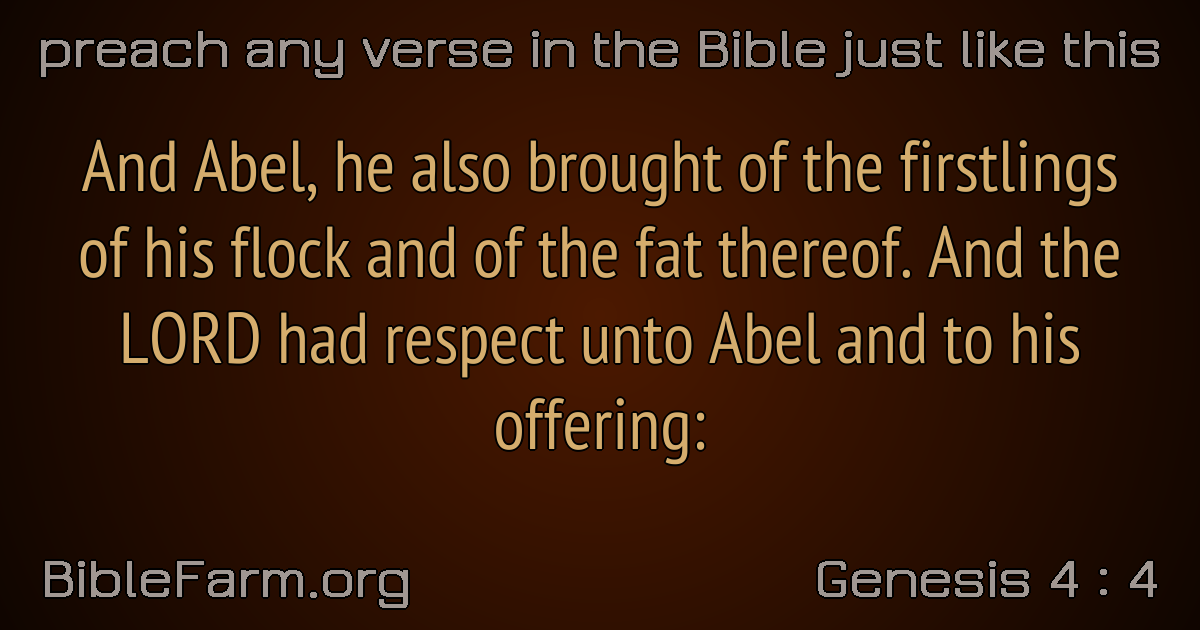 preach any verse in the Bible just like this
And Abel, he also brought of the firstlings
of his flock and of the fat thereof. And the
LORD had respect unto Abel and to his
offering:
BibleFarm.org
Genesis 4 : 4